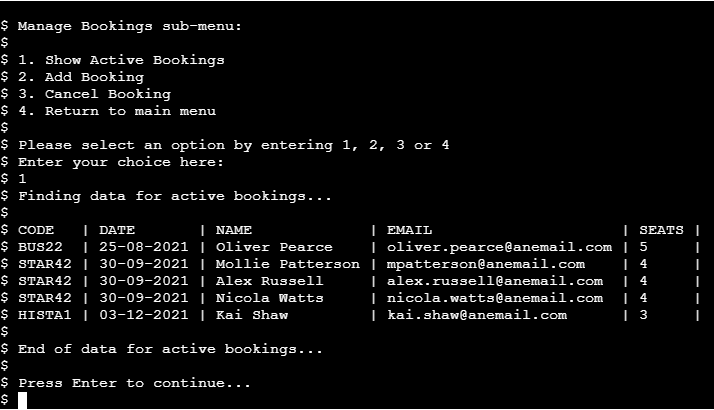 $ Manage Bookings sub-menu:
$
$ 1. Show Active Bookings
$ 2. Add Booking
$ 3. Cancel Booking
$ 4. Return to main menu
$
$ Please select an option by entering 1, 2, 3 or 4
$ Enter your choice here:
$ 1
$ Finding data for active bookings...
$
$ CODE   | DATE       | NAME             | EMAIL                      | SEATS |
$ BUS22  | 25-08-2021 | Oliver Pearce    | oliver.pearce@anemail.com | 5     |
$ STAR42 | 30-09-2021 | Mollie Patterson | mpatterson@anemail.com    | 4     |
$ STAR42 | 30-09-2021 | Alex Russell     | alex.russell@anemail.com  | 4     |
$ STAR42 | 30-09-2021 | Nicola Watts     | nicola.watts@anemail.com  | 4     |
$ HISTA1 | 03-12-2021 | Kai Shaw         | kai.shaw@anemail.com      | 3     |
$
$ End of data for active bookings...
$
$ Press Enter to continue...
$